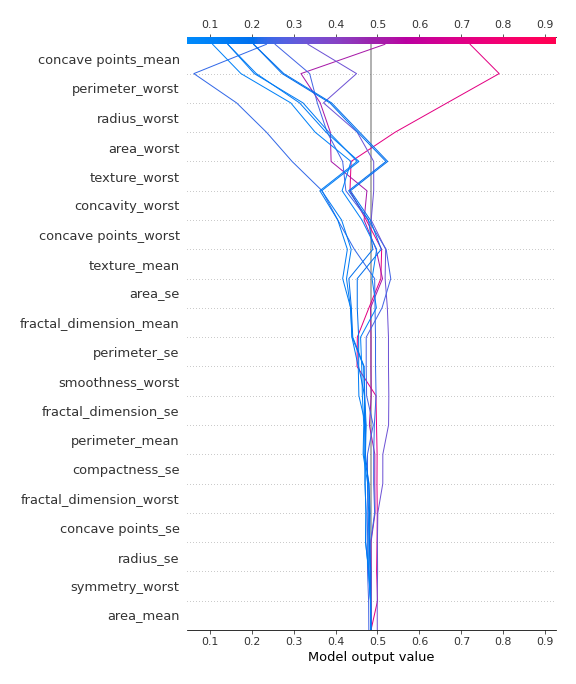 0.1 0.2 0.3 0.4 0.5 0.6 0.7 0.8 0.9
concave points_mean
perimeter_worst
radius_worst
area_worst
texture_worst
concavity_worst
concave points_worst
texture_mean
area_se
fractal_dimension_mean
perimeter_se
smoothness_worst
fractal_dimension_se
perimeter_mean
compactness_se
fractal_dimension_worst
concave points_se
radius_se
symmetry_worst
area_mean
0.1 0.2 0.3 0.4 0.5 0.6 0.7 0.8 0.9
Model output value